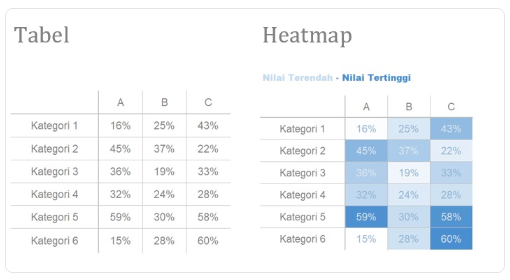 Tabel
A B C
Kategori 1 16% 25% 43%
Kategori 2 45% 37% 22%
Kategori 3 36% 19% 33%
Kategori 4 32% 24% 28%
Kategori 5 59% 30% 58%
Kategori 6 15% 28% 60%
Heatmap
Nilai Terendah - Nilai Tertinggi
A B C
Kategori 1 16% 25% 43%
Kategori 2 45% 37% 22%
Kategori 3 36% 19% 33%
Kategori 4 32% 24% 28%
Kategori 5 59% 30% 58%
Kategori 6 15% 28% 60%